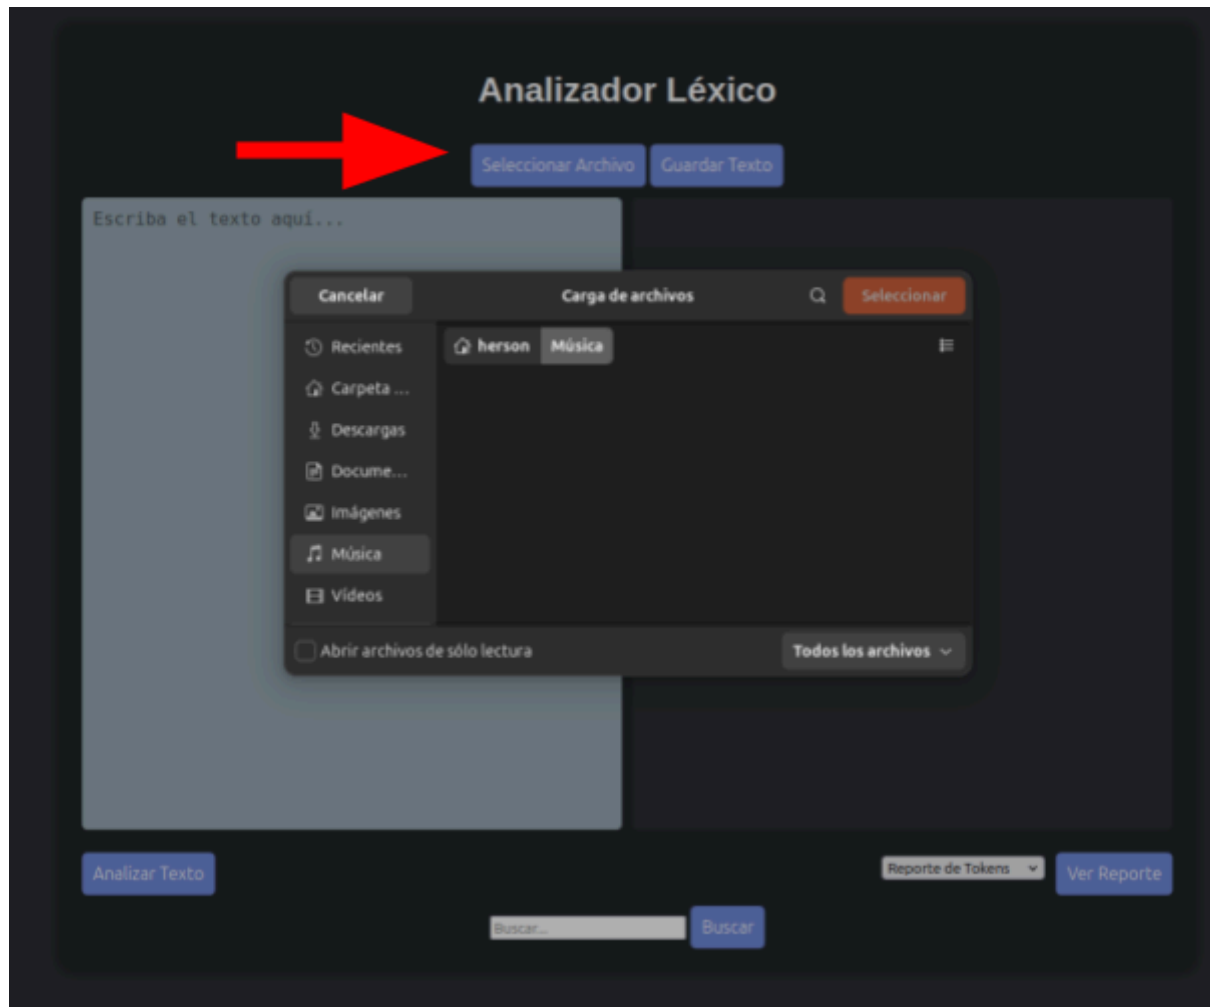 Analizador Léxico
Seleccionar Archivo Guardar Texto
Escriba el texto aquí...
Cancelar Carga de archivos Seleccionar
Recientes herson Música
Carpeta ...
Descargas
Docume...
Imágenes
Música
Vídeos
Abrir archivos de sólo lectura Todos los archivos
Analizar Texto Reporte de Tokens Ver Reporte
Buscar... Buscar